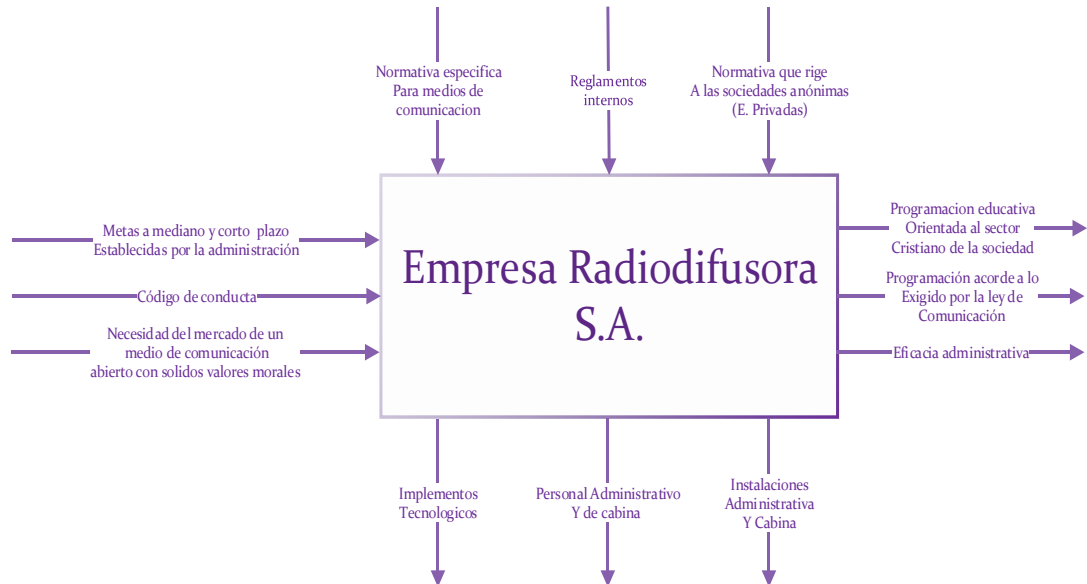 Normativa especifica
Para medios de
comunicacion
Reglamentos
internos
Normativa que rige
A las sociedades anónimas
(E. Privadas)
Metas a mediano y corto plazo
Establecidas por la administración
Código de conducta
Necesidad del mercado de un
medio de comunicación
abierto con solidos valores morales
Empresa Radiodifusora
S.A.
Programacion educativa
Orientada al sector
Cristiano de la sociedad
Programación acorde a lo
Exigido por la ley de
Comunicación
Eficacia administrativa
Implementos
Tecnologicos
Personal Administrativo
Y de cabina
Instalaciones
Administrativa
Y Cabina